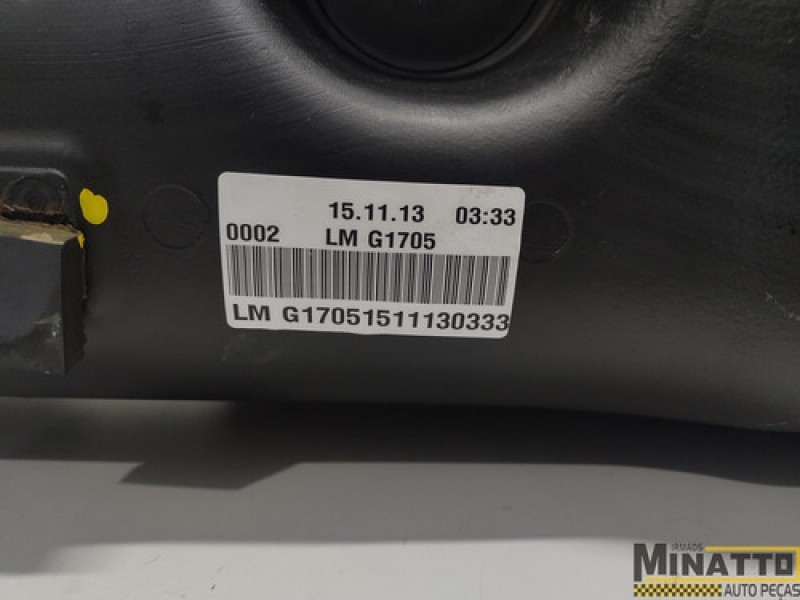 15.11.13 03:33
0002 LM G1705
LM G17051511130333
IRMÃOS
MINATTO
AUTO PEÇAS